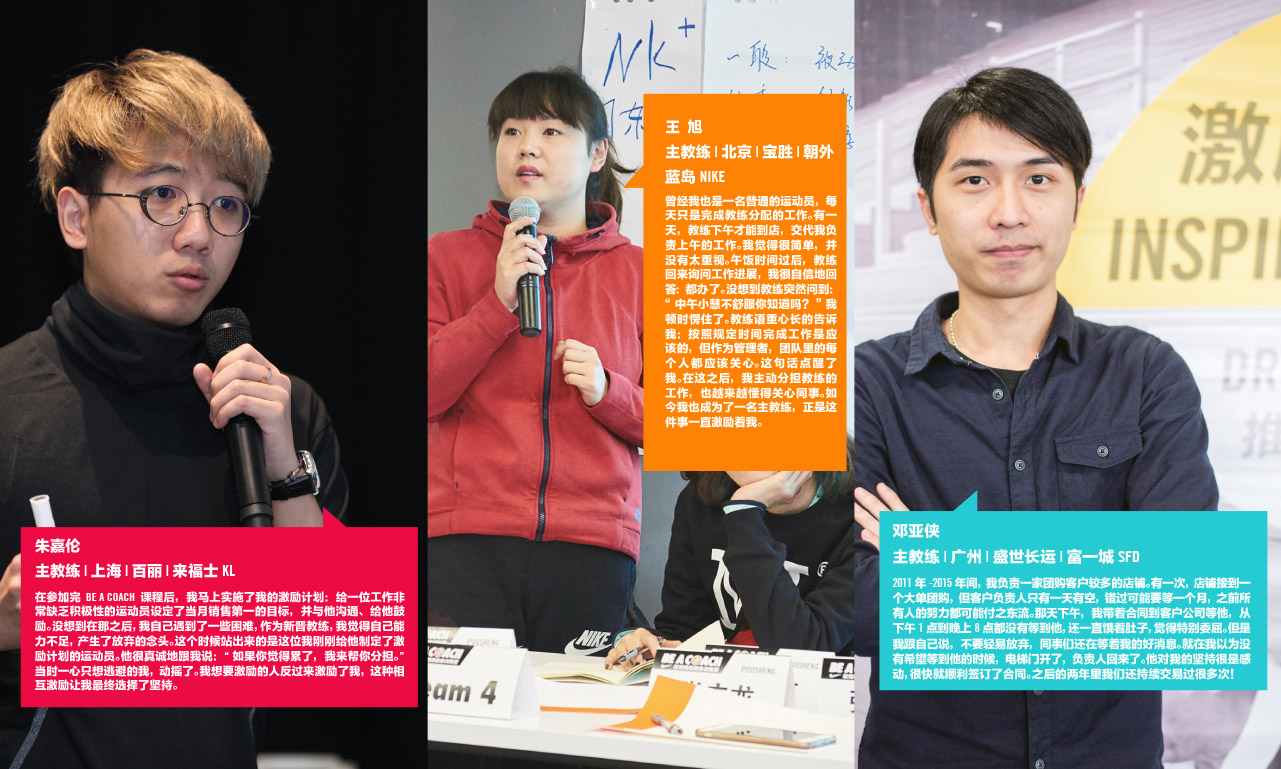 朱嘉伦
主教练 | 上海 | 百丽 | 来福士 KL
在参加完 BE A COACH 课程后，我马上实施了我的激励计划：给一位工作非
常缺乏积极性的运动员设定了当月销售第一的目标，并与他沟通、给他鼓
励。没想到在那之后，我自己遇到了一些困难，作为新晋教练，我觉得自己能
力不足，产生了放弃的念头。这个时候站出来的是这位我刚刚给他制定了激
励计划的运动员。他很真诚地跟我说：“ 如果你觉得累了，我来帮你分担。”
当时一心只想逃避的我，动摇了。我想要激励的人反过来激励了我，这种相
互激励让我最终选择了坚持。
NK+
一般：
王 旭
主教练 | 北京 | 宝胜 | 朝外
蓝岛 NIKE
曾经我也是一名普通的运动员，每
天只是完成教练分配的工作。有一
天，教练下午才能到店，交代我负
责上午的工作。我觉得很简单，并
没有太重视。午饭时间过后，教练
回来询问工作进展，我很自信地回
答：都办了。没想到教练突然问到：
“ 中午小慧不舒服你知道吗？ ” 我
顿时愣住了。教练语重心长的告诉
我：按照规定时间完成工作是应
该的，但作为管理者，团队里的每
个人都应该关心。这句话点醒了
我。在这之后，我主动分担教练的
工作，也越来越懂得关心同事。如
今我也成为了一名主教练，正是这
件事一直激励着我。
NIKE
POUSHENG
BE A COACH
POUSHENG
eam 4
激
INSPI
DR
推
邓亚侠
主教练 | 广州 | 盛世长运 | 富一城 SFD
2011 年 -2015 年间，我负责一家团购客户较多的店铺。有一次，店铺接到一
个大单团购，但客户负责人只有一天有空，错过可能要等一个月，之前所
有人的努力都可能付之东流。那天下午，我带着合同到客户公司等他，从
下午 1 点到晚上 8 点都没有等到他，还一直饿着肚子，觉得特别委屈。但是
我跟自己说，不要轻易放弃，同事们还在等着我的好消息。就在我以为没
有希望等到他的时候，电梯门开了，负责人回来了。他对我的坚持很是感
动，很快就顺利签订了合同。之后的两年里我们还持续交易过很多次！